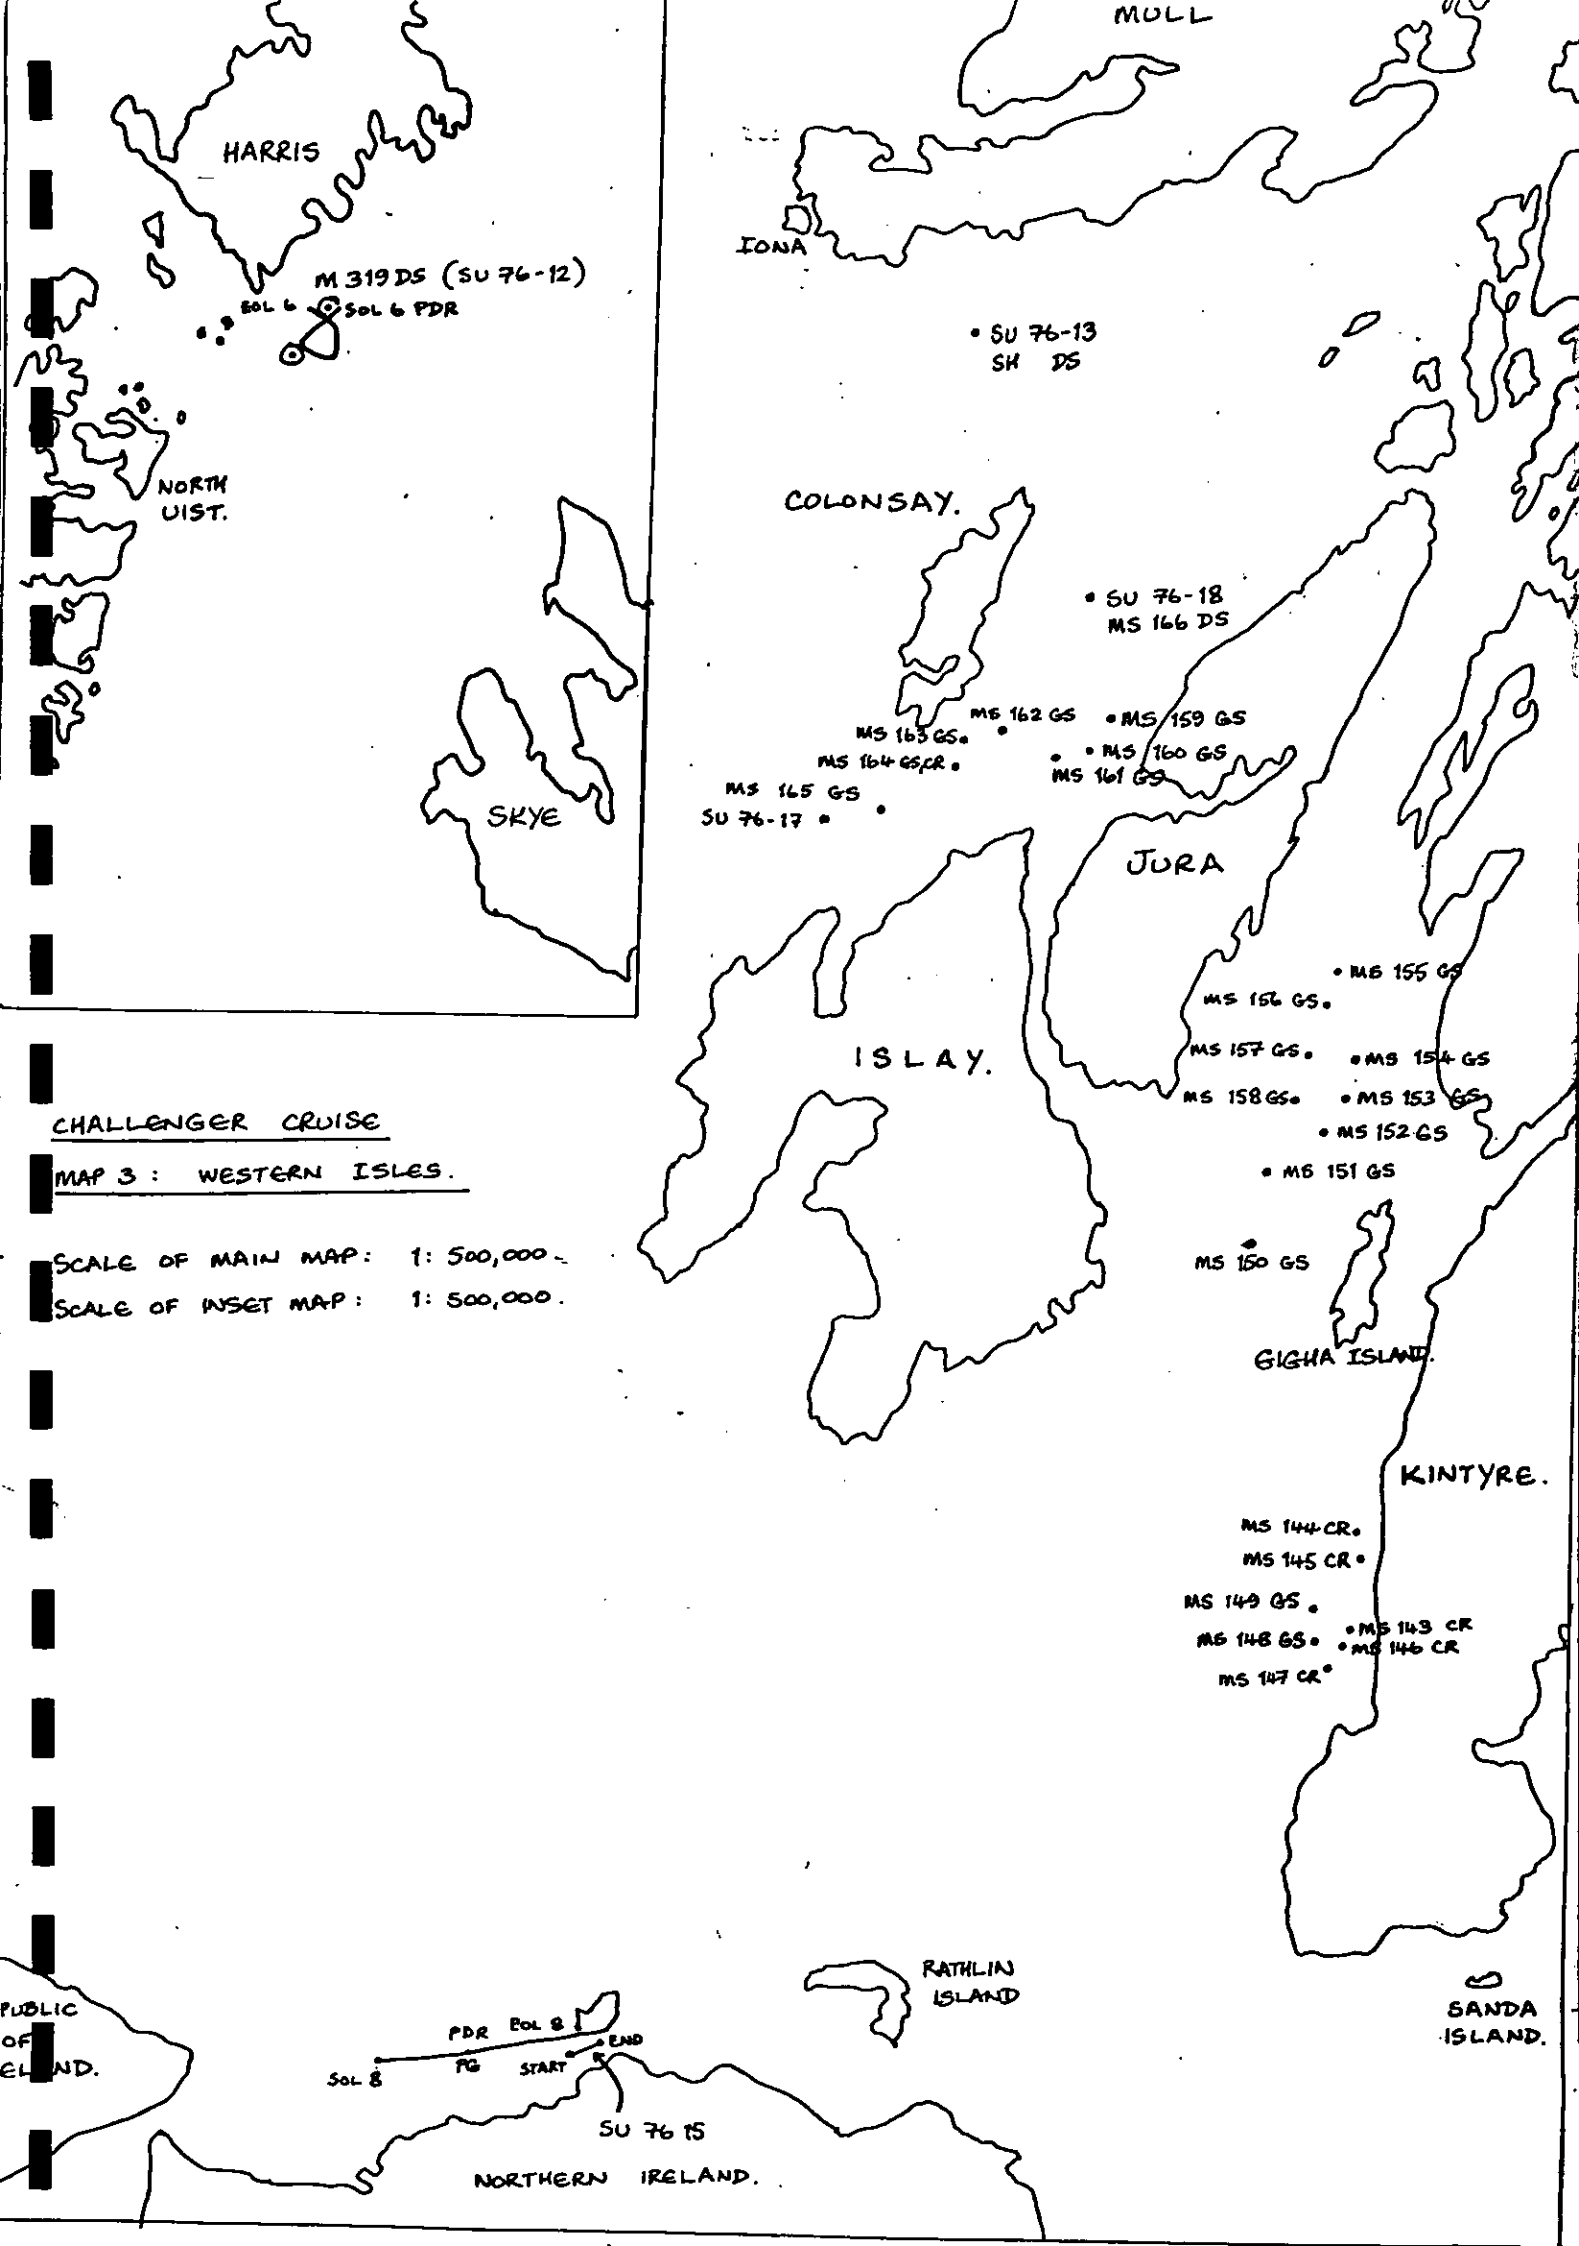 MULL
HARRIS
IONA
M 319 DS (SU 76-12)
EOL 6
SOL 6 PDR
SU 76-13
SH DS
NORTH
UIST.
COLONSAY.
SU 76-18
MS 166 DS
MS 162 GS
MS 159 GS
MS 163 GS
MS 160 GS
MS 164 GS,CR
MS 161 GS
MS 165 GS
SU 76-17
SKYE
JURA
MS 155 GS
MS 156 GS
ISLAY.
MS 157 GS
MS 154 GS
MS 158 GS
MS 153 GS
CHALLENGER CRUISE
MS 152 GS
MAP 3 : WESTERN ISLES.
MS 151 GS
SCALE OF MAIN MAP: 1: 500,000
MS 150 GS
SCALE OF INSET MAP: 1: 500,000.
GIGHA ISLAND.
KINTYRE.
MS 144 CR
MS 145 CR
MS 149 GS
MS 143 CR
MS 148 GS
MS 146 CR
MS 147 CR
RATHLIN
ISLAND
PUBLIC
OF
ELAND.
SANDA
ISLAND.
PDR
EOL 8
END
SOL 8
PG
START
SU 76 15
NORTHERN IRELAND.